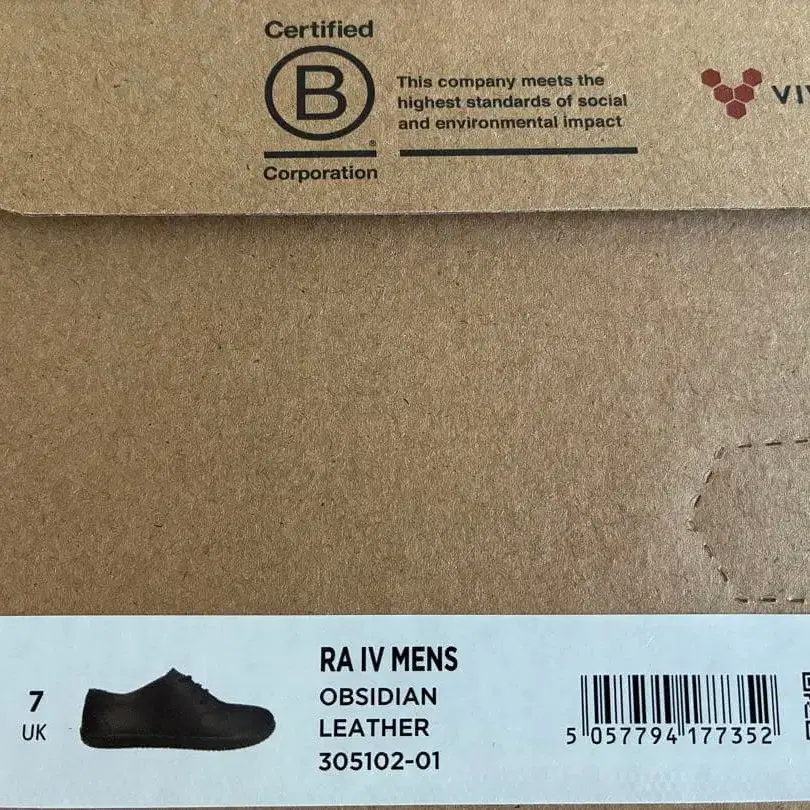 Certified
B
®
Corporation
This company meets the
highest standards of social
and environmental impact
VIV
7
UK
RA IV MENS
OBSIDIAN
LEATHER
305102-01
5 057794 177352